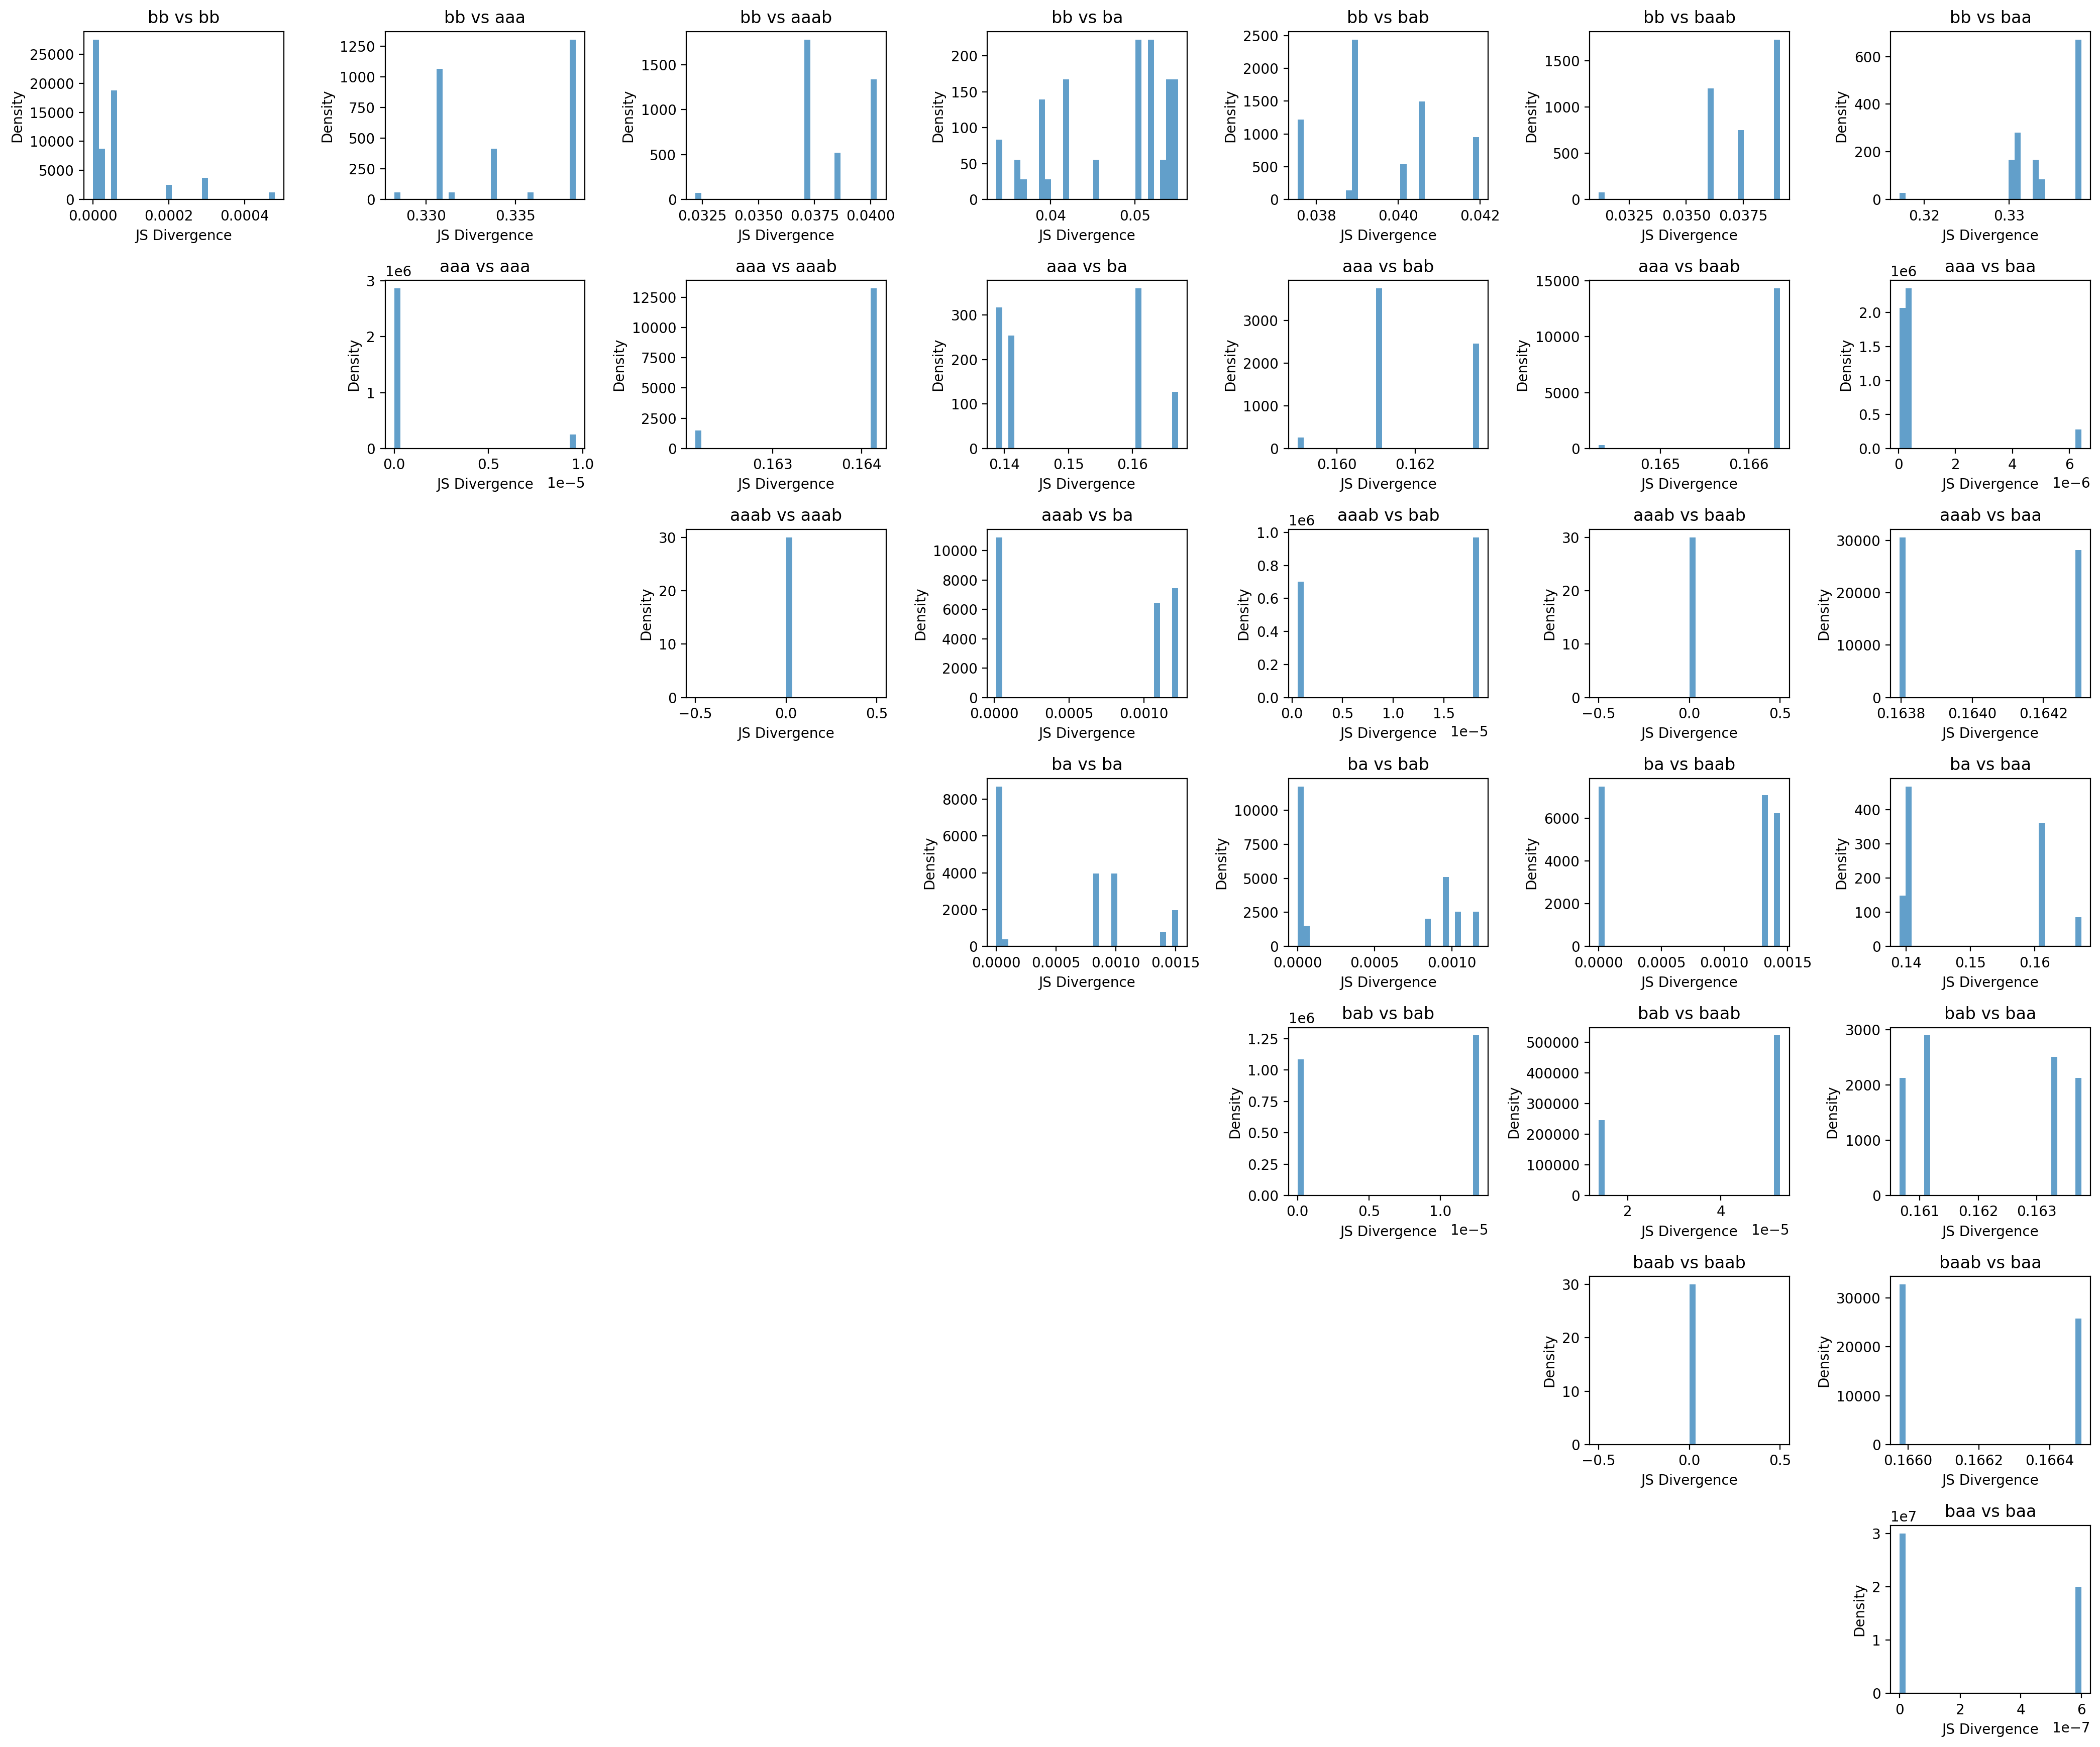 bb vs bb
bb vs aaa
bb vs aaab
bb vs ba
bb vs bab
bb vs baab
bb vs baa
Density
25000
20000
15000
10000
5000
0
0.0000
0.0002
0.0004
JS Divergence
Density
1250
1000
750
500
250
0
0.330
0.335
JS Divergence
Density
1500
1000
500
0
0.0325
0.0350
0.0375
0.0400
JS Divergence
Density
200
150
100
50
0
0.04
0.05
JS Divergence
Density
2500
2000
1500
1000
500
0
0.038
0.040
0.042
JS Divergence
Density
1500
1000
500
0
0.0325
0.0350
0.0375
JS Divergence
Density
600
400
200
0
0.32
0.33
JS Divergence
aaa vs aaa
1e6
Density
3
2
1
0
0.0
0.5
1.0
JS Divergence
1e−5
aaa vs aaab
Density
12500
10000
7500
5000
2500
0
0.163
0.164
JS Divergence
aaa vs ba
Density
300
200
100
0
0.14
0.15
0.16
JS Divergence
aaa vs bab
Density
3000
2000
1000
0
0.160
0.162
JS Divergence
aaa vs baab
Density
15000
10000
5000
0
0.165
0.166
JS Divergence
aaa vs baa
1e6
Density
2.0
1.5
1.0
0.5
0.0
0
2
4
6
JS Divergence
1e−6
aaab vs aaab
Density
30
20
10
0
−0.5
0.0
0.5
JS Divergence
aaab vs ba
Density
10000
8000
6000
4000
2000
0
0.0000
0.0005
0.0010
JS Divergence
aaab vs bab
1e6
Density
1.0
0.8
0.6
0.4
0.2
0.0
0.0
0.5
1.0
1.5
JS Divergence
1e−5
aaab vs baab
Density
30
20
10
0
−0.5
0.0
0.5
JS Divergence
aaab vs baa
Density
30000
20000
10000
0
0.1638
0.1640
0.1642
JS Divergence
ba vs ba
Density
8000
6000
4000
2000
0
0.0000
0.0005
0.0010
0.0015
JS Divergence
ba vs bab
Density
10000
7500
5000
2500
0
0.0000
0.0005
0.0010
JS Divergence
ba vs baab
Density
6000
4000
2000
0
0.0000
0.0005
0.0010
0.0015
JS Divergence
ba vs baa
Density
400
300
200
100
0
0.14
0.15
0.16
JS Divergence
bab vs bab
1e6
Density
1.25
1.00
0.75
0.50
0.25
0.00
0.0
0.5
1.0
JS Divergence
1e−5
bab vs baab
Density
500000
400000
300000
200000
100000
0
2
4
JS Divergence
1e−5
bab vs baa
Density
3000
2000
1000
0
0.161
0.162
0.163
JS Divergence
baab vs baab
Density
30
20
10
0
−0.5
0.0
0.5
JS Divergence
baab vs baa
Density
30000
20000
10000
0
0.1660
0.1662
0.1664
JS Divergence
baa vs baa
1e7
Density
3
2
1
0
0
2
4
6
JS Divergence
1e−7